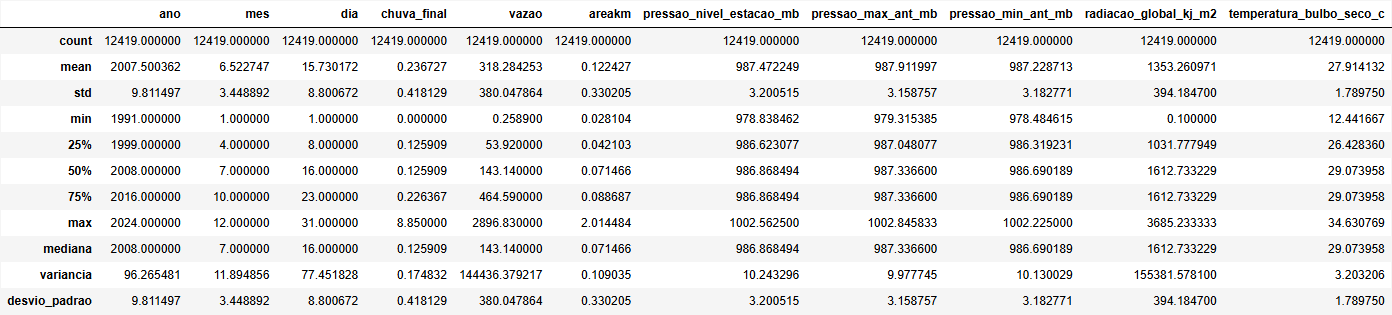 ano mes dia chuva_final vazao areakm pressao_nivel_estacao_mb pressao_max_ant_mb pressao_min_ant_mb radiacao_global_kj_m2 temperatura_bulbo_seco_c
count 12419.000000 12419.000000 12419.000000 12419.000000 12419.000000 12419.000000 12419.000000 12419.000000 12419.000000 12419.000000 12419.000000
mean 2007.500362 6.522747 15.730172 0.236727 318.284253 0.122427 987.472249 987.911997 987.228713 1353.260971 27.914132
std 9.811497 3.448892 8.800672 0.418129 380.047864 0.330205 3.200515 3.158757 3.182771 394.184700 1.789750
min 1991.000000 1.000000 1.000000 0.000000 0.258900 0.028104 978.838462 979.315385 978.484615 0.100000 12.441667
25% 1999.000000 4.000000 8.000000 0.125909 53.920000 0.042103 986.623077 987.048077 986.319231 1031.777949 26.428360
50% 2008.000000 7.000000 16.000000 0.125909 143.140000 0.071466 986.868494 987.336600 986.690189 1612.733229 29.073958
75% 2016.000000 10.000000 23.000000 0.226367 464.590000 0.088687 986.868494 987.336600 986.690189 1612.733229 29.073958
max 2024.000000 12.000000 31.000000 8.850000 2896.830000 2.014484 1002.562500 1002.845833 1002.225000 3685.233333 34.630769
mediana 2008.000000 7.000000 16.000000 0.125909 143.140000 0.071466 986.868494 987.336600 986.690189 1612.733229 29.073958
variancia 96.265481 11.894856 77.451828 0.174832 144436.379217 0.109035 10.243296 9.977745 10.130029 155381.578100 3.203206
desvio_padrao 9.811497 3.448892 8.800672 0.418129 380.047864 0.330205 3.200515 3.158757 3.182771 394.184700 1.789750